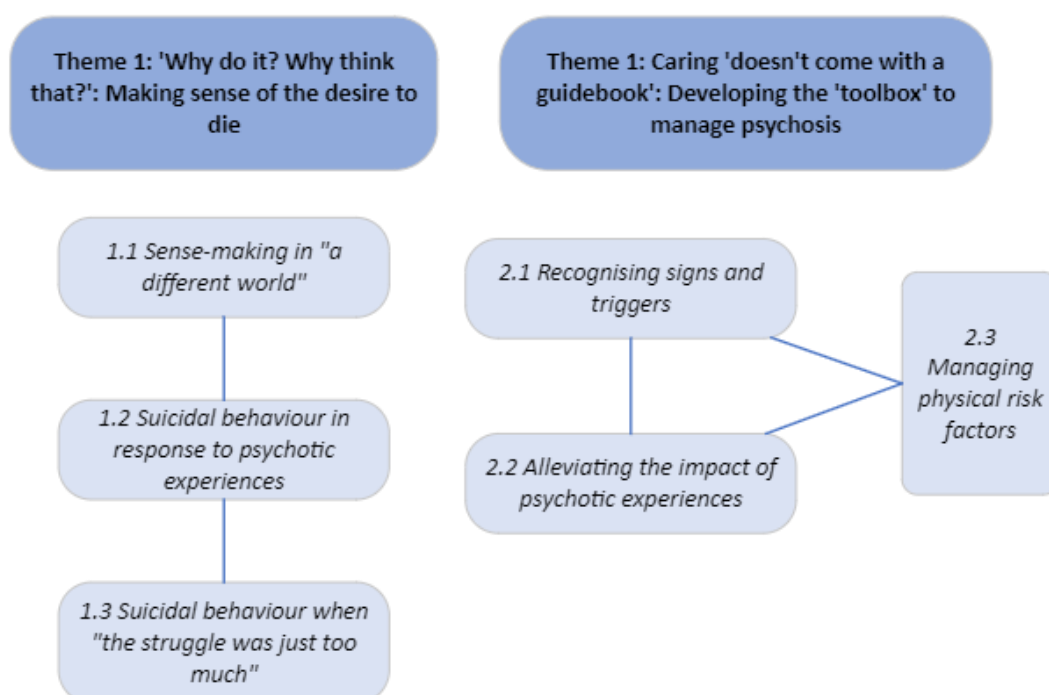 Theme 1: 'Why do it? Why think
that?': Making sense of the desire to
die
Theme 1: Caring 'doesn't come with a
guidebook': Developing the 'toolbox' to
manage psychosis
1.1 Sense-making in "a
different world"
1.2 Suicidal behaviour in
response to psychotic
experiences
1.3 Suicidal behaviour when
"the struggle was just too
much"
2.1 Recognising signs and
triggers
2.2 Alleviating the impact of
psychotic experiences
2.3
Managing
physical risk
factors